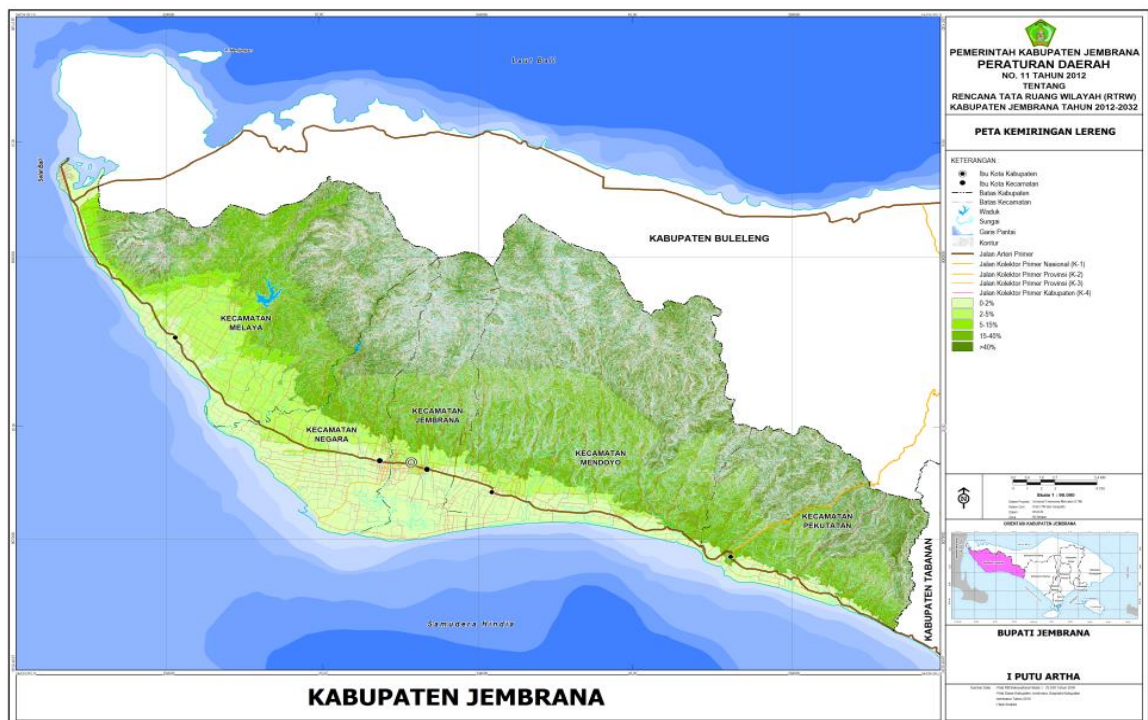 PEMERINTAH KABUPATEN JEMBRANA
PERATURAN DAERAH
NO. 11 TAHUN 2012
TENTANG
RENCANA TATA RUANG WILAYAH (RTRW)
KABUPATEN JEMBRANA TAHUN 2012-2032
PETA KEMIRINGAN LERENG
KETERANGAN
Ibu Kota Kabupaten
Ibu Kota Kecamatan
Batas Kabupaten
Batas Kecamatan
Waduk
Sungai
Garis Pantai
Kontur
Jalan Arteri Primer
Jalan Kolektor Primer Nasional (K-1)
Jalan Kolektor Primer Provinsi (K-2)
Jalan Kolektor Primer Provinsi (K-3)
Jalan Kolektor Primer Kabupaten (K-4)
0-2%
2-5%
5-15%
15-40%
>40%
Laut Bali
KABUPATEN BULELENG
KECAMATAN
MELAYA
KECAMATAN
JEMBRANA
KECAMATAN
NEGARA
KECAMATAN
MENDOYO
KECAMATAN
PEKUTATAN
KABUPATEN TABANAN
Samudera Hindia
N
ORIENTASI KABUPATEN JEMBRANA
BUPATI JEMBRANA
I PUTU ARTHA
KABUPATEN JEMBRANA